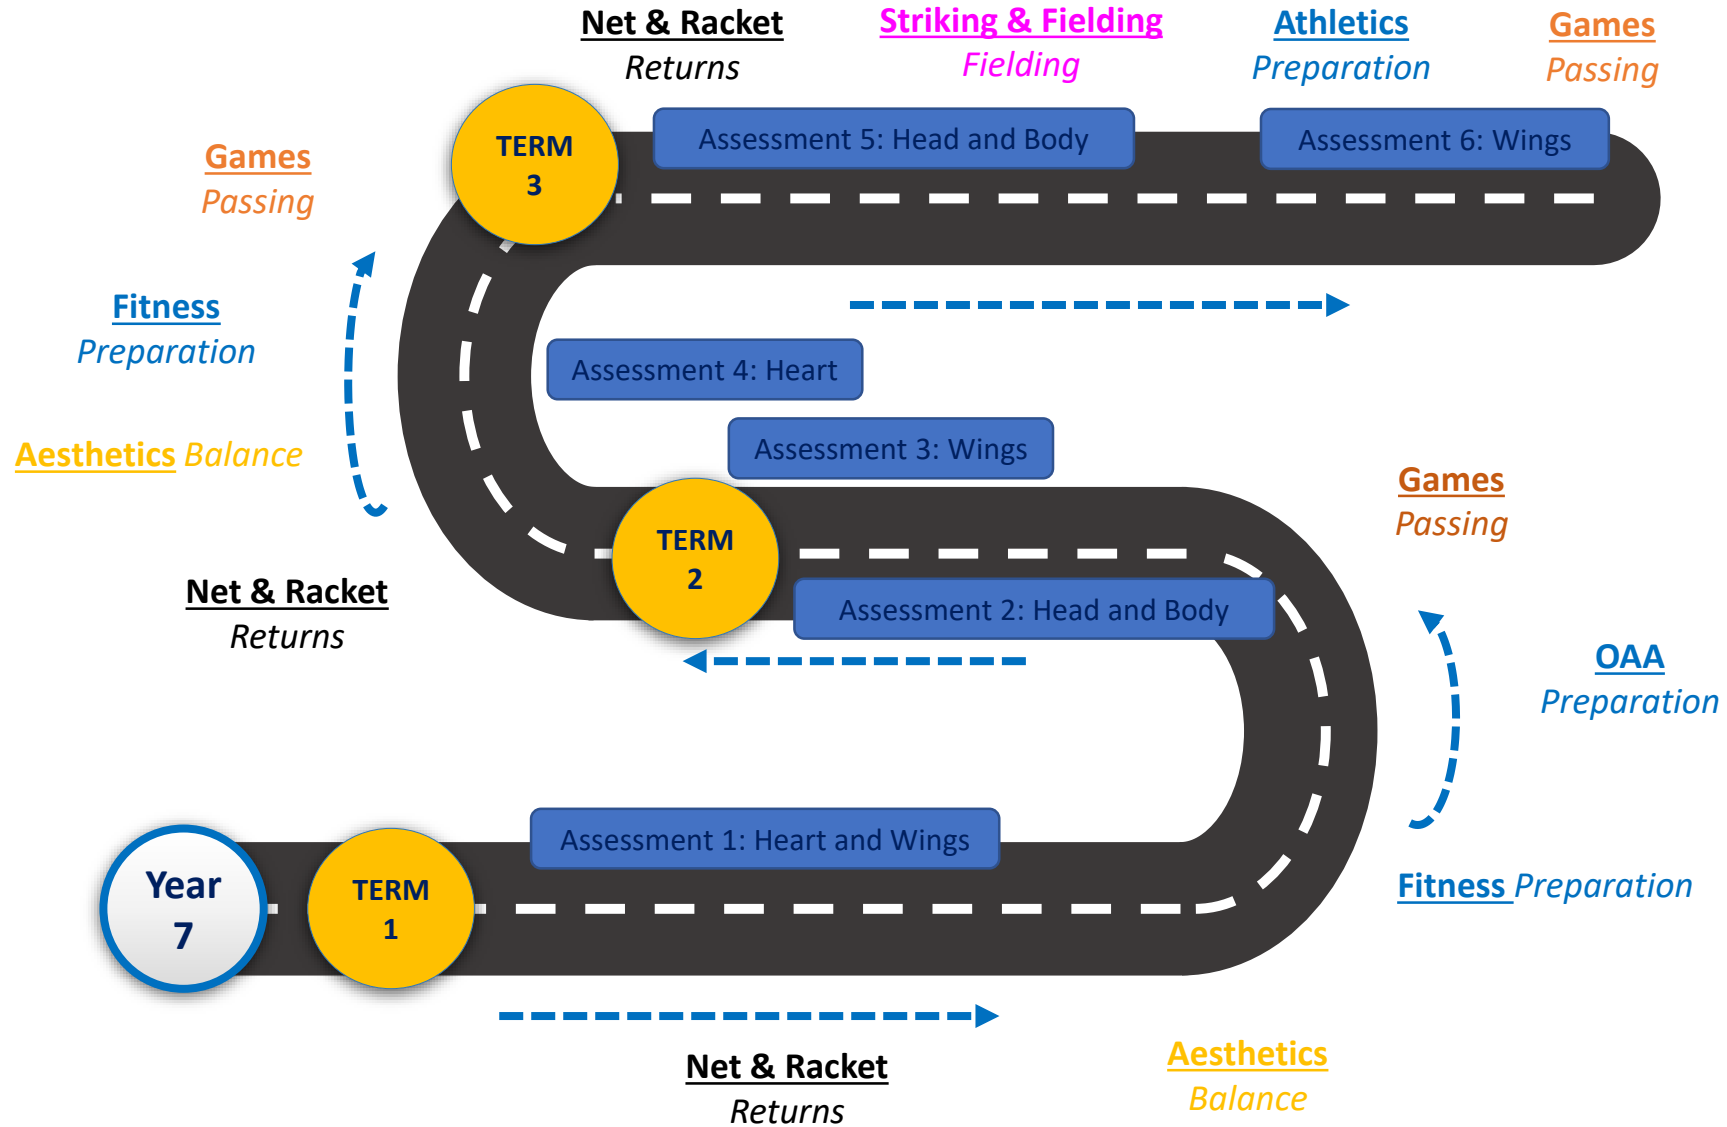 Net & Racket
Returns
Striking & Fielding
Fielding
Athletics
Preparation
Games
Passing
TERM
3
Assessment 5: Head and Body
Assessment 6: Wings
Games
Passing
Fitness
Preparation
Assessment 4: Heart
Assessment 3: Wings
Aesthetics Balance
Games
Passing
TERM
2
Assessment 2: Head and Body
Net & Racket
Returns
OAA
Preparation
Assessment 1: Heart and Wings
Year
7
TERM
1
Fitness Preparation
Net & Racket
Returns
Aesthetics
Balance